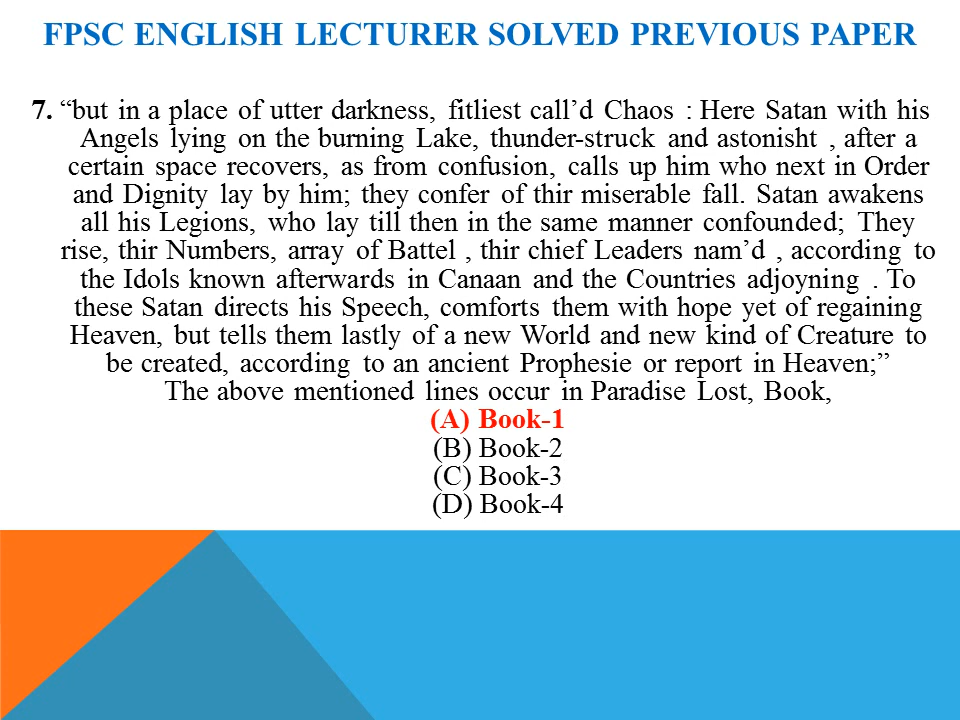 FPSC ENGLISH LECTURER SOLVED PREVIOUS PAPER
7. “but in a place of utter darkness, fitliest call’d Chaos : Here Satan with his
Angels lying on the burning Lake, thunder-struck and astonisht , after a
certain space recovers, as from confusion, calls up him who next in Order
and Dignity lay by him; they confer of thir miserable fall. Satan awakens
all his Legions, who lay till then in the same manner confounded; They
rise, thir Numbers, array of Battel , thir chief Leaders nam’d , according to
the Idols known afterwards in Canaan and the Countries adjoyning . To
these Satan directs his Speech, comforts them with hope yet of regaining
Heaven, but tells them lastly of a new World and new kind of Creature to
be created, according to an ancient Prophesie or report in Heaven;”
The above mentioned lines occur in Paradise Lost, Book,
(A) Book-1
(B) Book-2
(C) Book-3
(D) Book-4